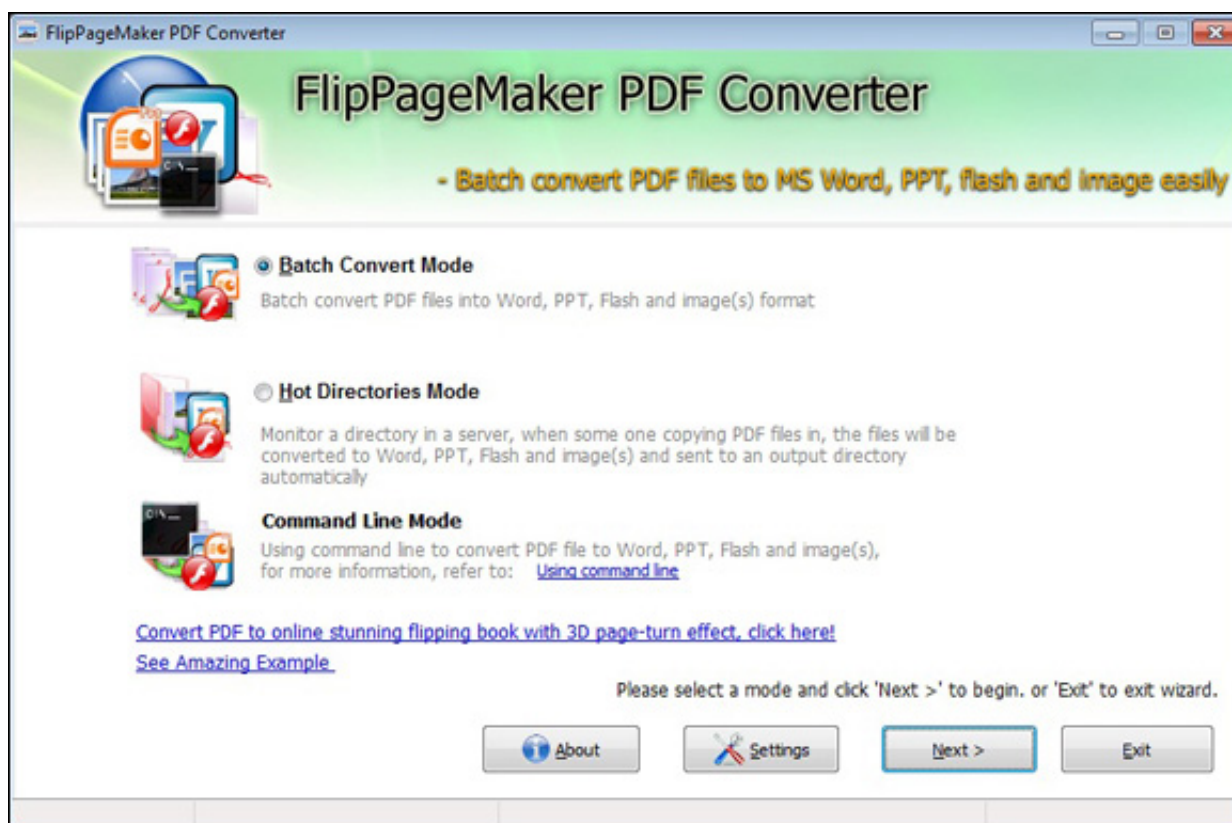 FlipPageMaker PDF Converter
FlipPageMaker PDF Converter
- Batch convert PDF files to MS Word, PPT, flash and image easily
Batch Convert Mode
Batch convert PDF files into Word, PPT, Flash and image(s) format
Hot Directories Mode
Monitor a directory in a server, when some one copying PDF files in, the files will be
converted to Word, PPT, Flash and image(s) and sent to an output directory
automatically
C:\_
Command Line Mode
Using command line to convert PDF file to Word, PPT, Flash and image(s),
for more information, refer to: Using command line
Convert PDF to online stunning flipping book with 3D page-turn effect, click here!
See Amazing Example
Please select a mode and click 'Next >' to begin. or 'Exit' to exit wizard.
About
Settings
Next >
Exit